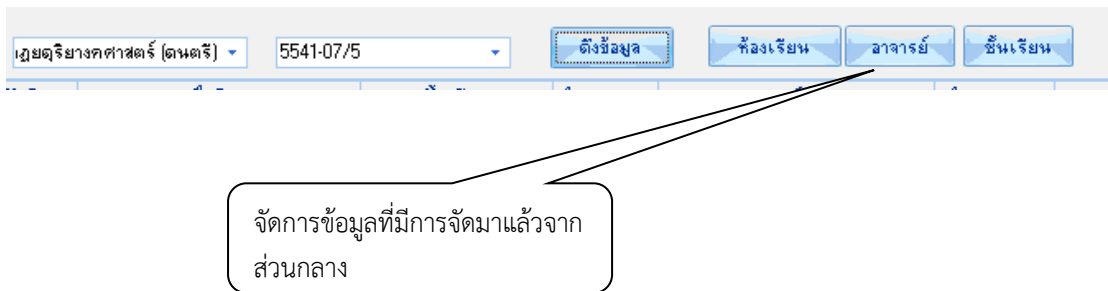 เฎยดุริยางคศาสตร์ (ดนตรี) 5541-07/5 ดึงข้อมูล ห้องเรียน อาจารย์ ชั้นเรียน
จัดการข้อมูลที่มีการจัดมาแล้วจาก
ส่วนกลาง